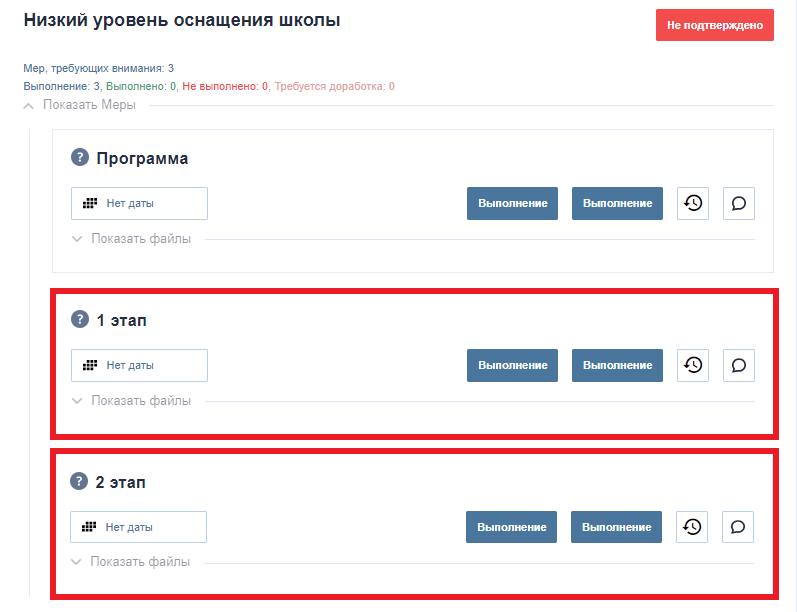 Низкий уровень оснащения школы
Не подтверждено
Мер, требующих внимания: 3
Выполнение: 3, Выполнено: 0, Не выполнено: 0, Требуется доработка: 0
Показать Меры
? Программа
Нет даты
Выполнение
Выполнение
Показать файлы
? 1 этап
Нет даты
Выполнение
Выполнение
Показать файлы
? 2 этап
Нет даты
Выполнение
Выполнение
Показать файлы